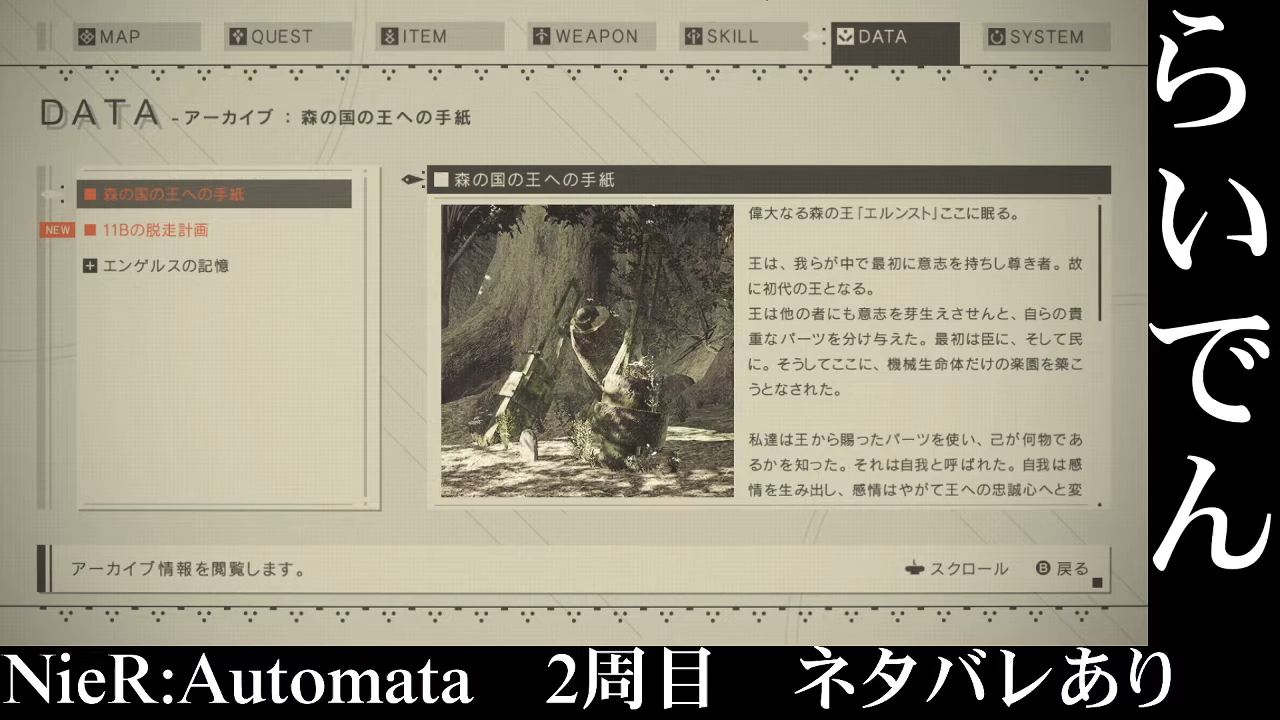 MAP
QUEST
ITEM
WEAPON
SKILL
DATA
SYSTEM
DATA - アーカイブ : 森の国の王への手紙
森の国の王への手紙
NEW 11Bの脱走計画
エンゲルスの記憶
森の国の王への手紙
偉大なる森の王「エルンスト」ここに眠る。
王は、我らが中で最初に意志を持ちし尊き者。故
に初代の王となる。
王は他の者にも意志を芽生えさせんと、自らの貴
重なパーツを分け与えた。最初は臣に、そして民
に。そうしてここに、機械生命体だけの楽園を築こ
うとなされた。
私達は王から賜ったパーツを使い、己が何物であ
るかを知った。それは自我と呼ばれた。自我は感
情を生み出し、感情はやがて王への忠誠心へと変
アーカイブ情報を閲覧します。
スクロール
B 戻る
らいでん
NieR:Automata 2周目 ネタバレあり